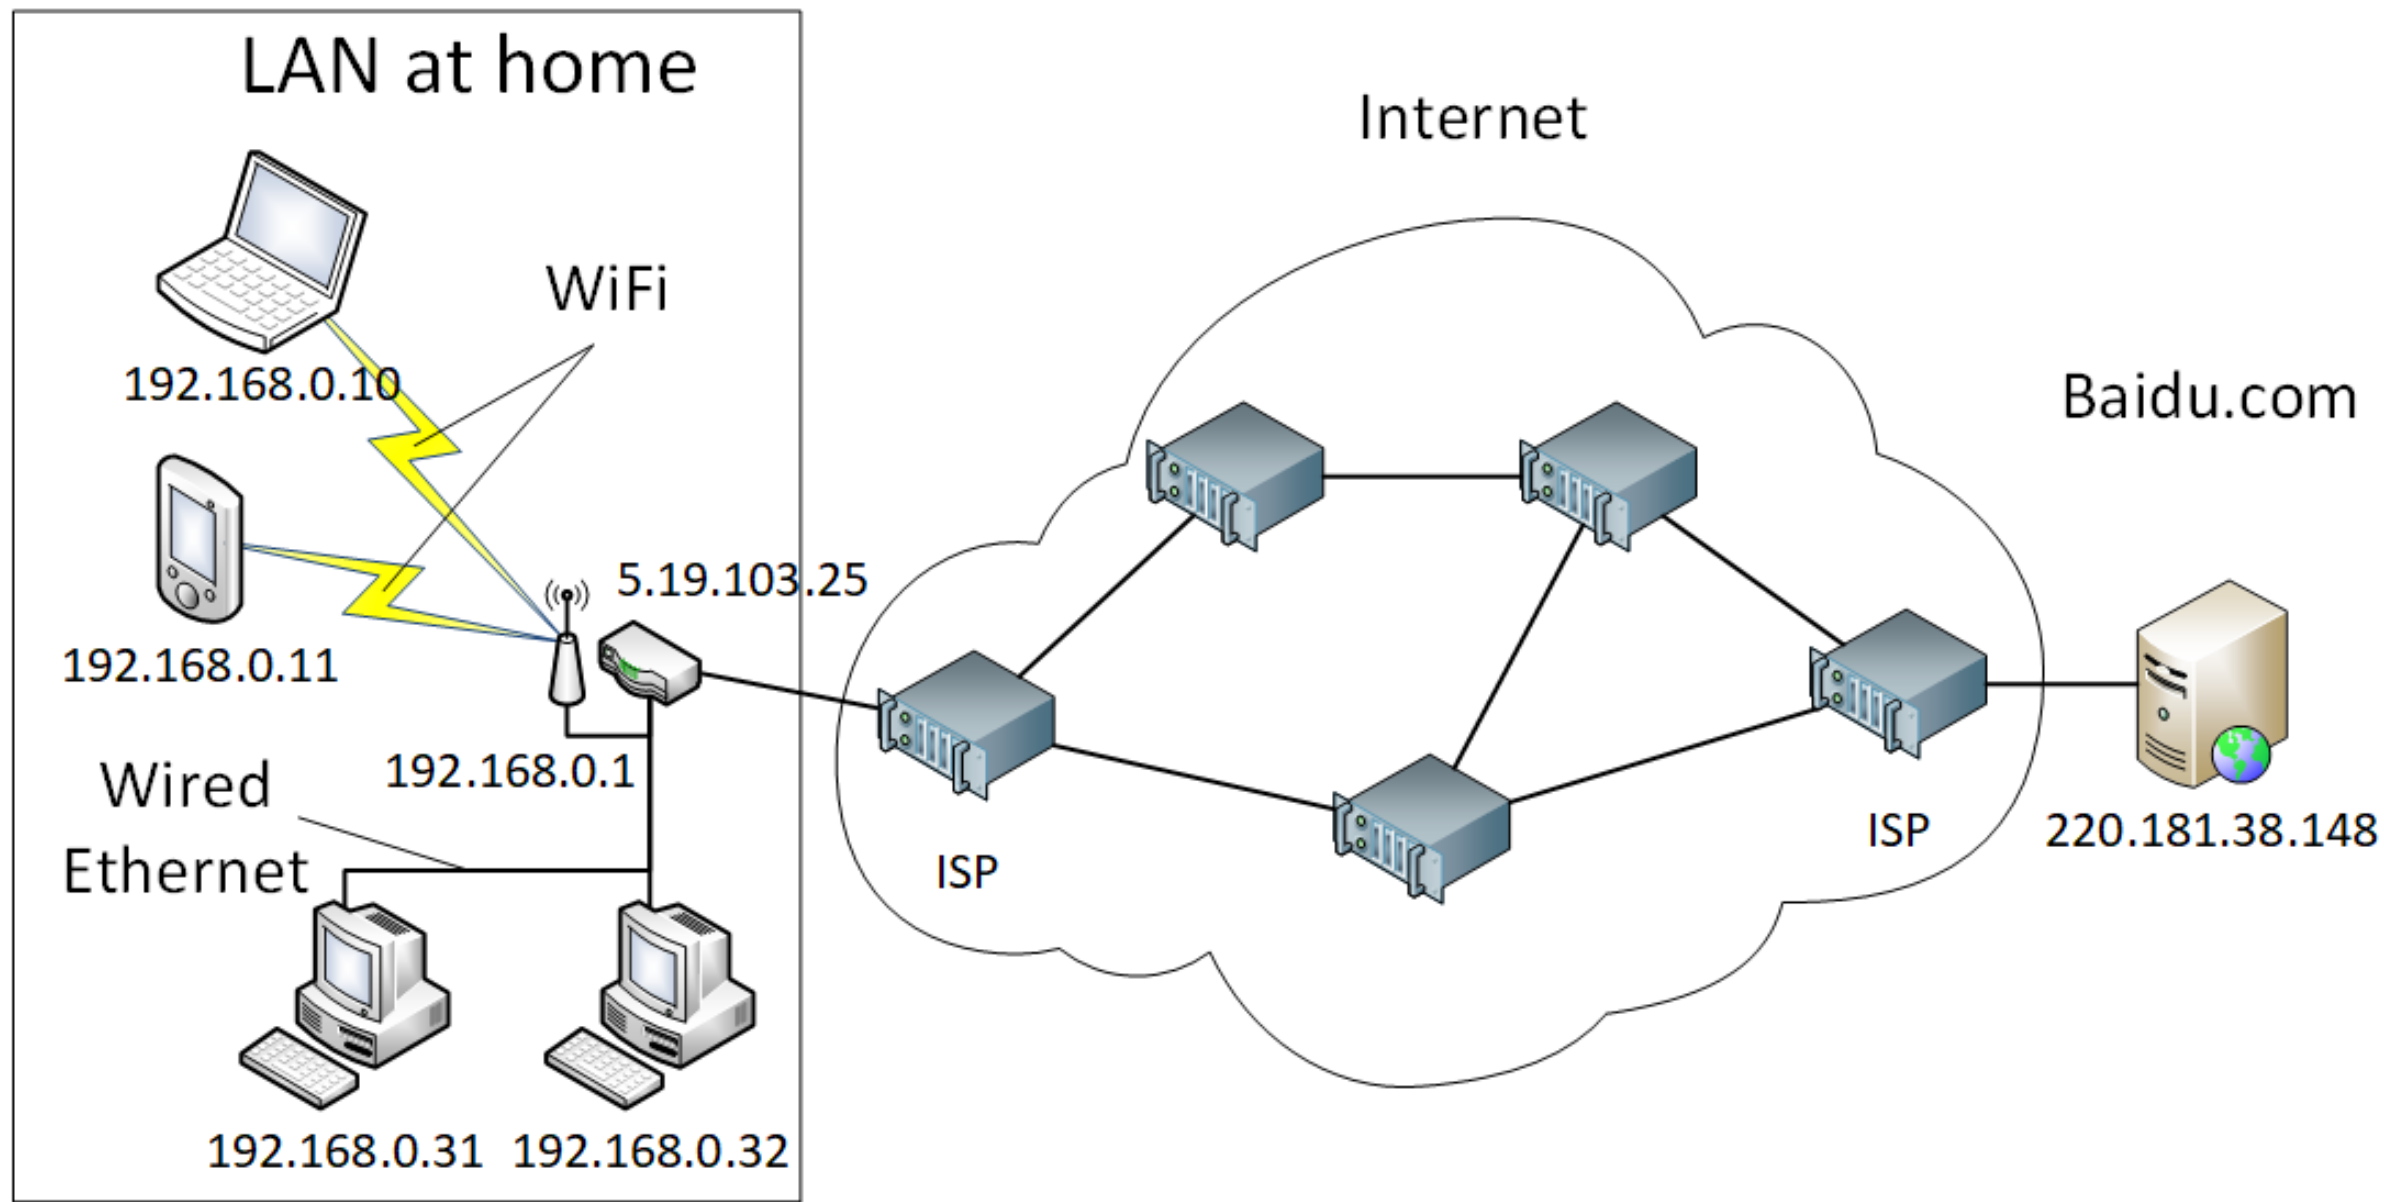 LAN at home
Internet
WiFi
192.168.0.10
Baidu.com
5.19.103.25
192.168.0.11
192.168.0.1
Wired
Ethernet
ISP
ISP
220.181.38.148
192.168.0.31
192.168.0.32